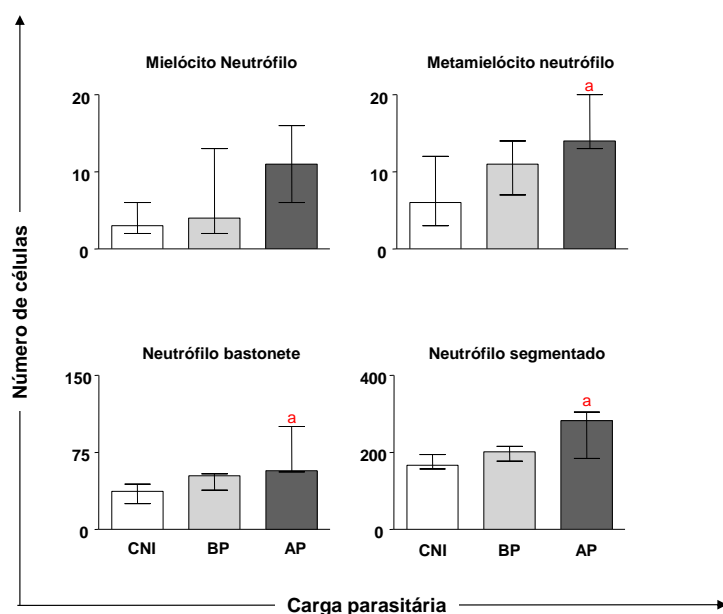 Mielócito Neutrófilo
20
10
0
Metamielócito neutrófilo
a
20
10
0
Número de células
Neutrófilo bastonete
150
75
0
a
CNI BP AP
Neutrófilo segmentado
400
200
0
a
CNI BP AP
Carga parasitária